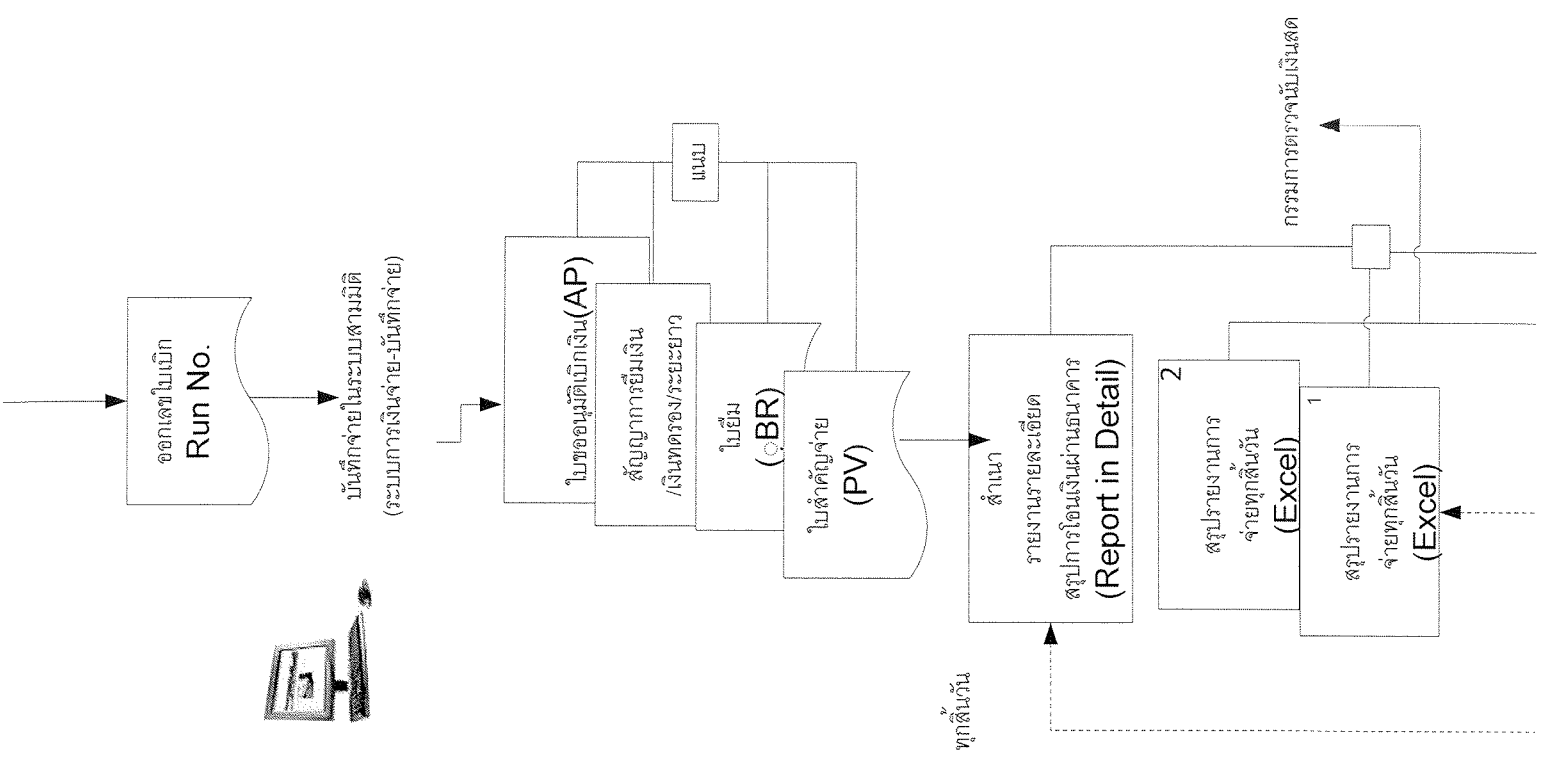 ออกเลขใบเบิก
Run No.
บันทึกจ่ายในระบบสามมิติ
(ระบบการเงินจ่าย-บันทึกจ่าย)
ใบขออนุมัติเบิกเงิน(AP)
สัญญาการยืมเงิน
/เงินทดรอง/ระยะยาว
ใบยืม
(ฺBR)
ใบสำคัญจ่าย
(PV)
แนบ
ทุกสิ้นวัน
สำเนา
รายงานรายละเอียด
สรุปการโอนเงินผ่านธนาคาร
(Report in Detail)
2
สรุปรายงานการ
จ่ายทุกสิ้นวัน
(Excel)
1
สรุปรายงานการ
จ่ายทุกสิ้นวัน
(Excel)
กรรมการตรวจนับเงินสด